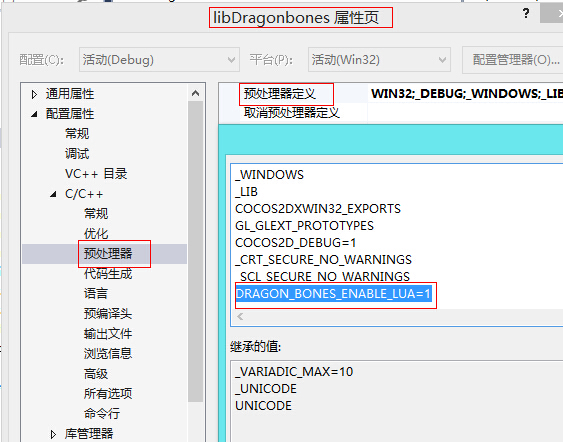 libDragonbones 属性页
?
配置(C):
活动(Debug)
平台(P):
活动(Win32)
配置管理器(O)...
通用属性
配置属性
常规
调试
VC++ 目录
C/C++
常规
优化
预处理器
代码生成
语言
预编译头
输出文件
浏览信息
高级
所有选项
命令行
库管理器
预处理器定义
WIN32;_DEBUG;_WINDOWS;_LIB
取消预处理器定义
_WINDOWS
_LIB
COCOS2DXWIN32_EXPORTS
GL_GLEXT_PROTOTYPES
COCOS2D_DEBUG=1
_CRT_SECURE_NO_WARNINGS
_SCL_SECURE_NO_WARNINGS
DRAGON_BONES_ENABLE_LUA=1
继承的值:
_VARIADIC_MAX=10
_UNICODE
UNICODE